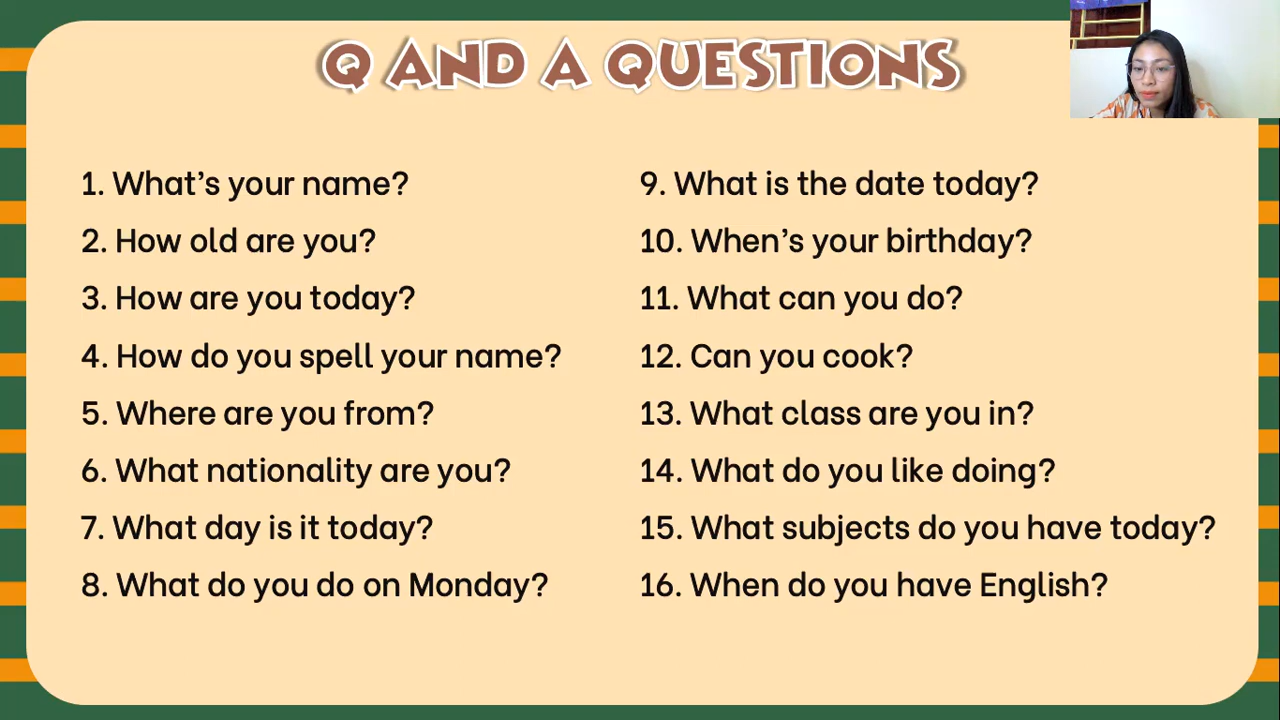 Q AND A QUESTIONS
1. What’s your name?
2. How old are you?
3. How are you today?
4. How do you spell your name?
5. Where are you from?
6. What nationality are you?
7. What day is it today?
8. What do you do on Monday?
9. What is the date today?
10. When’s your birthday?
11. What can you do?
12. Can you cook?
13. What class are you in?
14. What do you like doing?
15. What subjects do you have today?
16. When do you have English?